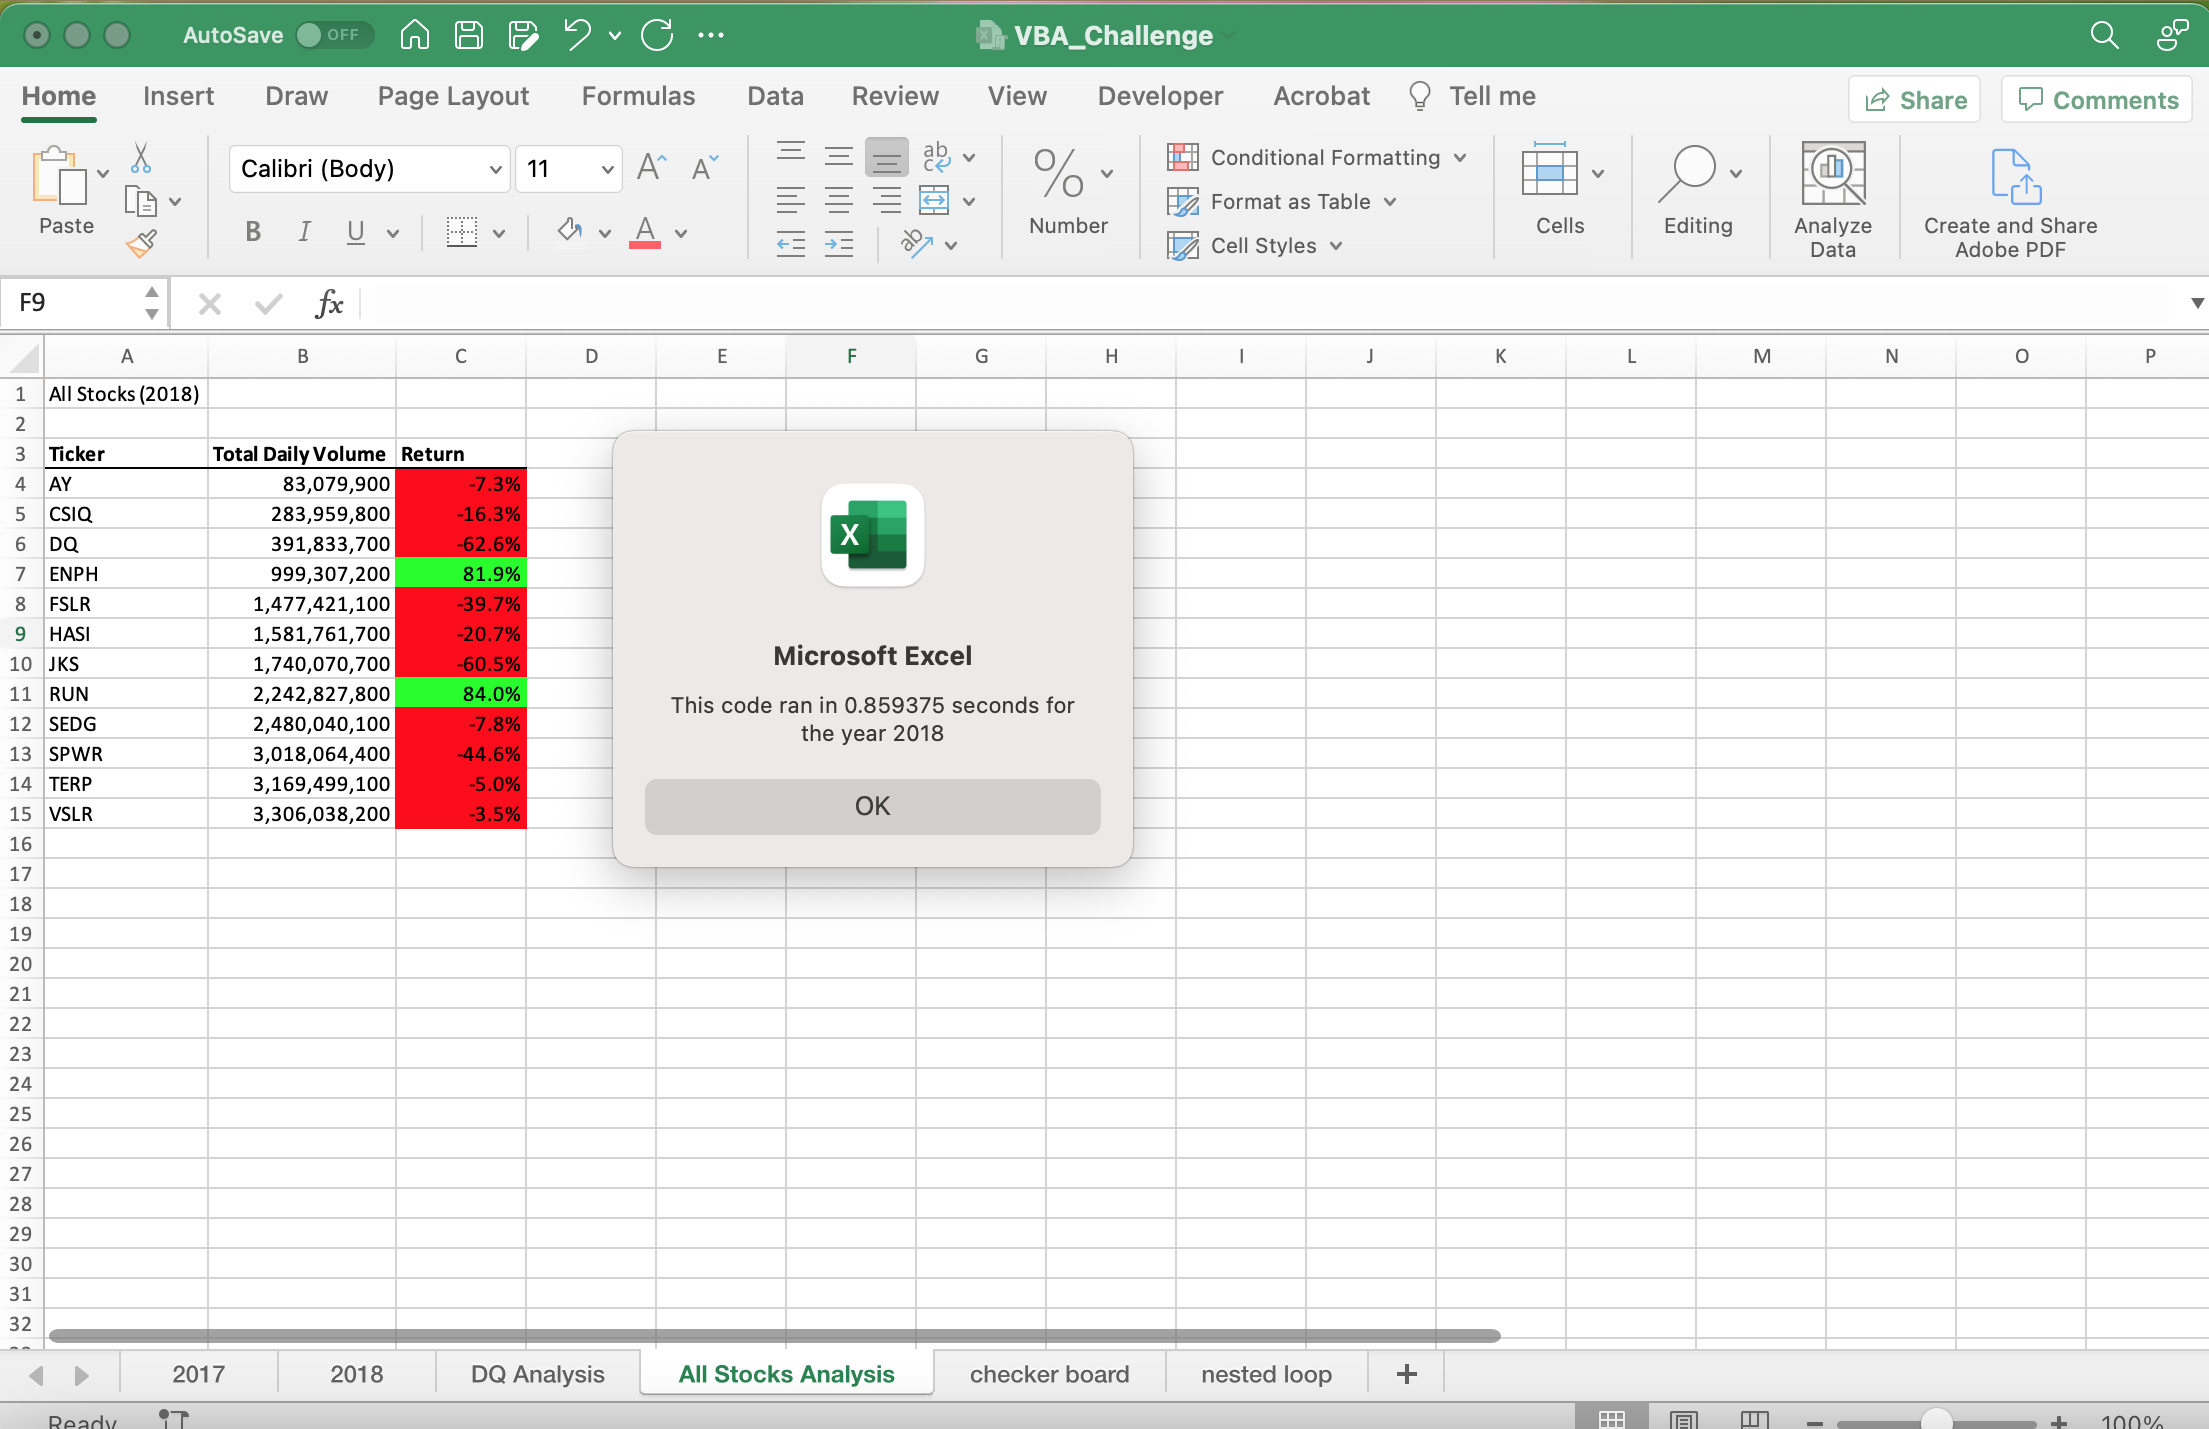 AutoSave OFF VBA_Challenge
Home Insert Draw Page Layout Formulas Data Review View Developer Acrobat Tell me Share Comments
Paste
Calibri (Body) 11
A A
ab
c
B I U A
ab
%
Number
Conditional Formatting
Format as Table
Cell Styles
Cells
Editing
Analyze
Data
Create and Share
Adobe PDF
F9 fx
A B C D E F G H I J K L M N O P
1 All Stocks (2018)
2
3 Ticker Total Daily Volume Return
4 AY 83,079,900 -7.3%
5 CSIQ 283,959,800 -16.3%
6 DQ 391,833,700 -62.6%
7 ENPH 999,307,200 81.9%
8 FSLR 1,477,421,100 -39.7%
9 HASI 1,581,761,700 -20.7%
10 JKS 1,740,070,700 -60.5%
11 RUN 2,242,827,800 84.0%
12 SEDG 2,480,040,100 -7.8%
13 SPWR 3,018,064,400 -44.6%
14 TERP 3,169,499,100 -5.0%
15 VSLR 3,306,038,200 -3.5%
16
17
18
19
20
21
22
23
24
25
26
27
28
29
30
31
32
X
Microsoft Excel
This code ran in 0.859375 seconds for
the year 2018
OK
2017 2018 DQ Analysis All Stocks Analysis checker board nested loop +
Ready 100%